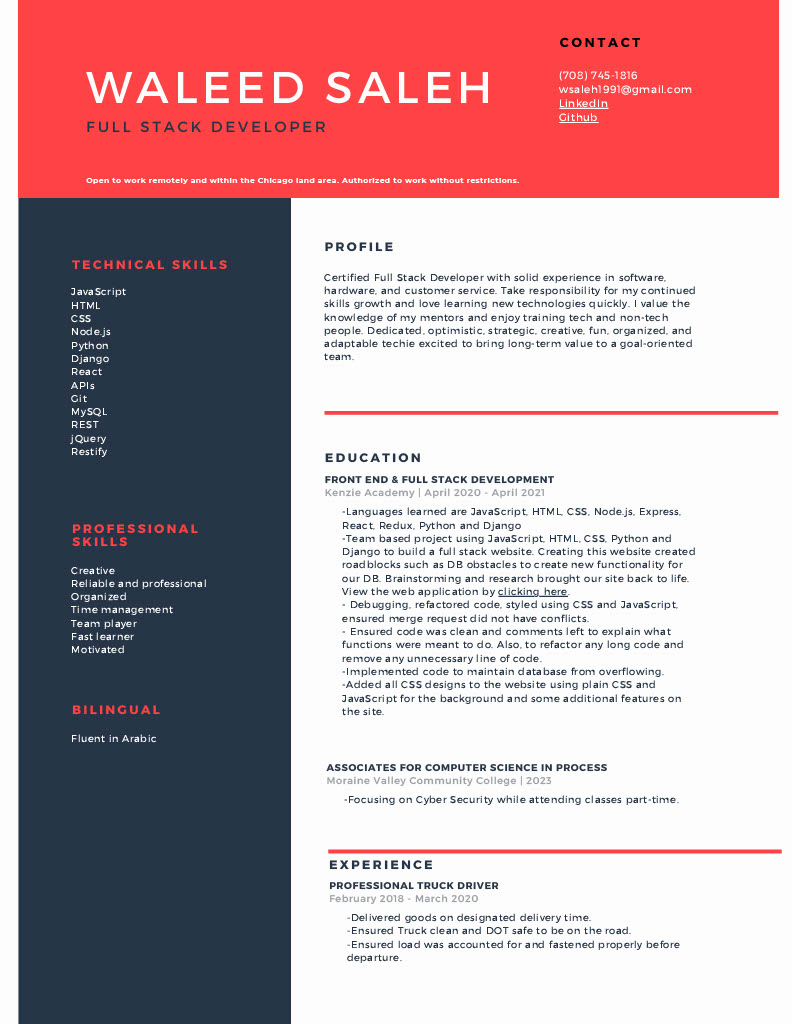 WALEED SALEH
FULL STACK DEVELOPER
Open to work remotely and within the Chicago land area. Authorized to work without restrictions.
CONTACT
(708) 745-1816
wsaleh1991@gmail.com
LinkedIn
Github
TECHNICAL SKILLS
JavaScript
HTML
CSS
Node.js
Python
Django
React
APIs
Git
MySQL
REST
jQuery
Restify
PROFESSIONAL
SKILLS
Creative
Reliable and professional
Organized
Time management
Team player
Fast learner
Motivated
BILINGUAL
Fluent in Arabic
PROFILE
Certified Full Stack Developer with solid experience in software,
hardware, and customer service. Take responsibility for my continued
skills growth and love learning new technologies quickly. I value the
knowledge of my mentors and enjoy training tech and non-tech
people. Dedicated, optimistic, strategic, creative, fun, organized, and
adaptable techie excited to bring long-term value to a goal-oriented
team.
EDUCATION
FRONT END & FULL STACK DEVELOPMENT
Kenzie Academy | April 2020 - April 2021
-Languages learned are JavaScript, HTML, CSS, Node.js, Express,
React, Redux, Python and Django
-Team based project using JavaScript, HTML, CSS, Python and
Django to build a full stack website. Creating this website created
roadblocks such as DB obstacles to create new functionality for
our DB. Brainstorming and research brought our site back to life.
View the web application by clicking here.
- Debugging, refactored code, styled using CSS and JavaScript,
ensured merge request did not have conflicts.
- Ensured code was clean and comments left to explain what
functions were meant to do. Also, to refactor any long code and
remove any unnecessary line of code.
-Implemented code to maintain database from overflowing.
-Added all CSS designs to the website using plain CSS and
JavaScript for the background and some additional features on
the site.
ASSOCIATES FOR COMPUTER SCIENCE IN PROCESS
Moraine Valley Community College | 2023
-Focusing on Cyber Security while attending classes part-time.
EXPERIENCE
PROFESSIONAL TRUCK DRIVER
February 2018 - March 2020
-Delivered goods on designated delivery time.
-Ensured Truck clean and DOT safe to be on the road.
-Ensured load was accounted for and fastened properly before
departure.